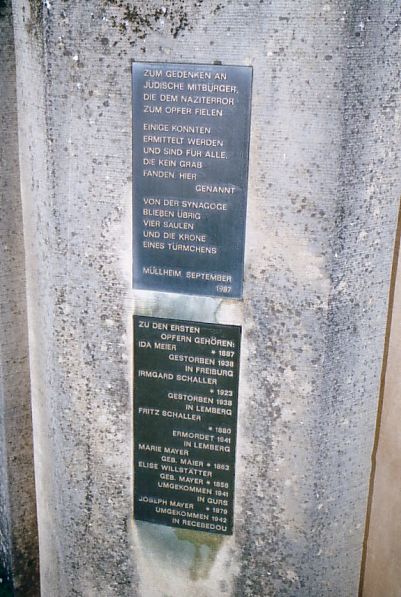 ZUM GEDENKEN AN
JÜDISCHE MITBÜRGER,
DIE DEM NAZITERROR
ZUM OPFER FIELEN
EINIGE KONNTEN
ERMITTELT WERDEN
UND SIND FÜR ALLE,
DIE KEIN GRAB
FANDEN, HIER
GENANNT
VON DER SYNAGOGE
BLIEBEN ÜBRIG
VIER SÄULEN
UND DIE KRONE
EINES TÜRMCHENS
MÜLLHEIM SEPTEMBER
1987
ZU DEN ERSTEN
OPFERN GEHÖREN:
IDA MEIER
* 1887
GESTORBEN 1938
IN FREIBURG
IRMGARD SCHALLER
* 1923
GESTORBEN 1938
IN LEMBERG
FRITZ SCHALLER
* 1880
ERMORDET 1941
IN LEMBERG
MARIE MAYER
GEB. MAIER * 1863
ELISE WILLSTÄTTER
GEB. MAYER * 1858
UMGEKOMMEN 1941
IN GURS
JOSEPH MAYER * 1879
UMGEKOMMEN 1942
IN RECEBEDOU